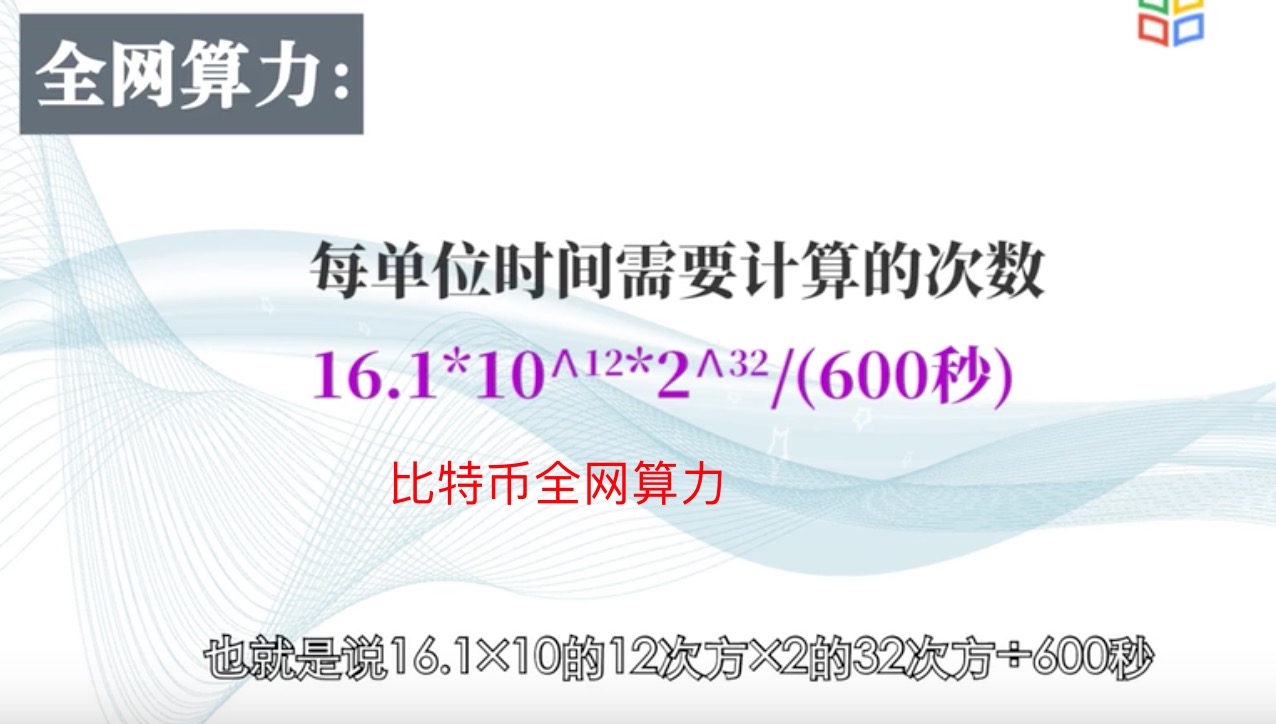 全网算力：
每单位时间需要计算的次数
16.1*10^12*2^32/(600秒)
比特币全网算力
也就是说16.1×10的12次方×2的32次方÷600秒